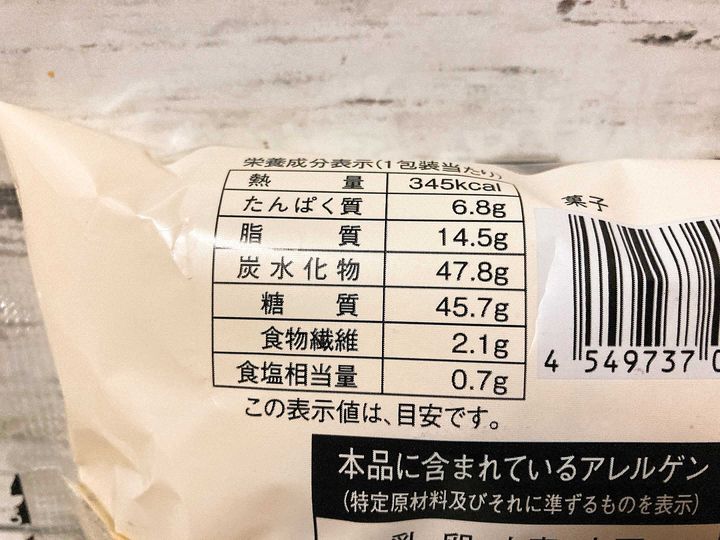 栄養成分表示(1包装当たり)
熱量 345kcal
たんぱく質 6.8g
脂質 14.5g
炭水化物 47.8g
糖質 45.7g
食物繊維 2.1g
食塩相当量 0.7g
この表示値は、目安です。
菓子
4 549737 0
本品に含まれているアレルゲン
(特定原材料及びそれに準ずるものを表示)